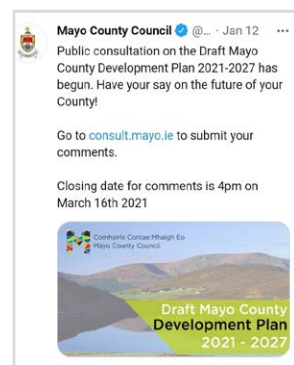 Mayo County Council @... · Jan 12 ...
Public consultation on the Draft Mayo
County Development Plan 2021-2027 has
begun. Have your say on the future of your
County!
Go to consult.mayo.ie to submit your
comments.
Closing date for comments is 4pm on
March 16th 2021
Comhairle Contae Mhaigh Eo
Mayo County Council
Draft Mayo County
Development Plan
2021 - 2027